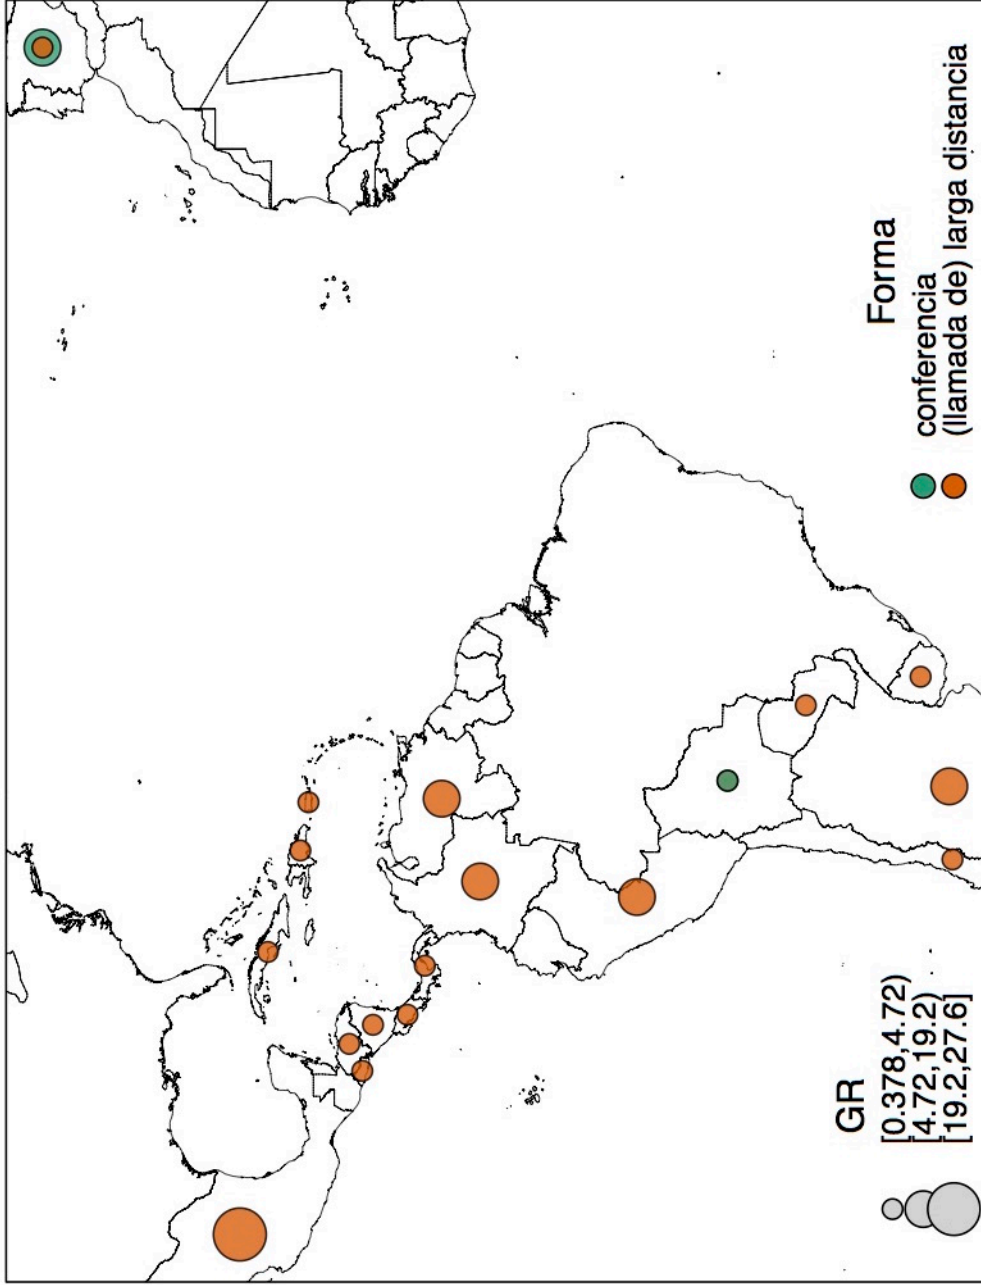 GR
[0.378,4.72)
[4.72,19.2)
[19.2,27.6]
Forma
conferencia
(llamada de) larga distancia